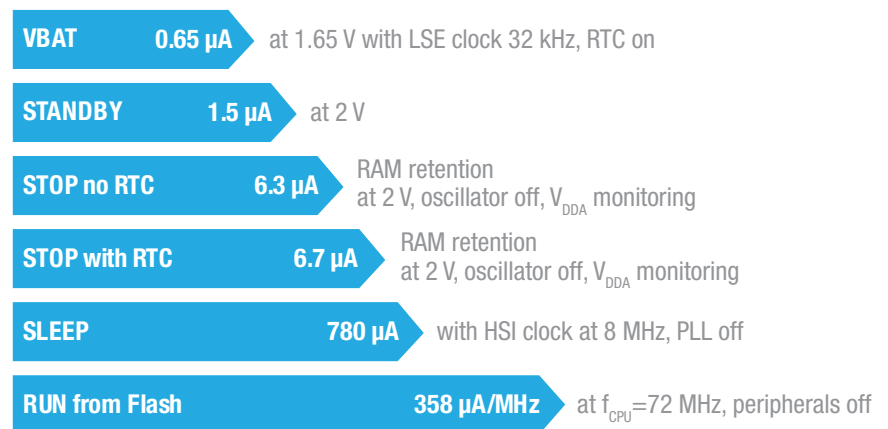 VBAT 0.65 µA at 1.65 V with LSE clock 32 kHz, RTC on
STANDBY 1.5 µA at 2 V
STOP no RTC 6.3 µA RAM retention
at 2 V, oscillator off, VDDA monitoring
STOP with RTC 6.7 µA RAM retention
at 2 V, oscillator off, VDDA monitoring
SLEEP 780 µA with HSI clock at 8 MHz, PLL off
RUN from Flash 358 µA/MHz at fCPU=72 MHz, peripherals off